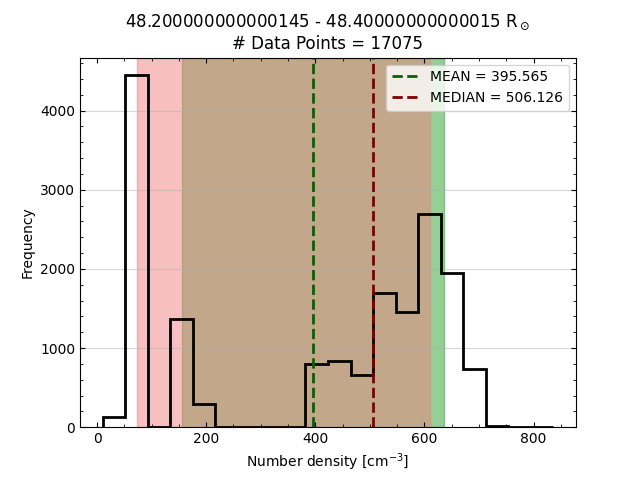 48.200000000000145 - 48.40000000000015 R⊙
# Data Points = 17075
MEAN = 395.565
MEDIAN = 506.126
Frequency
4000
3000
2000
1000
0
0 200 400 600 800
Number density [cm⁻³]